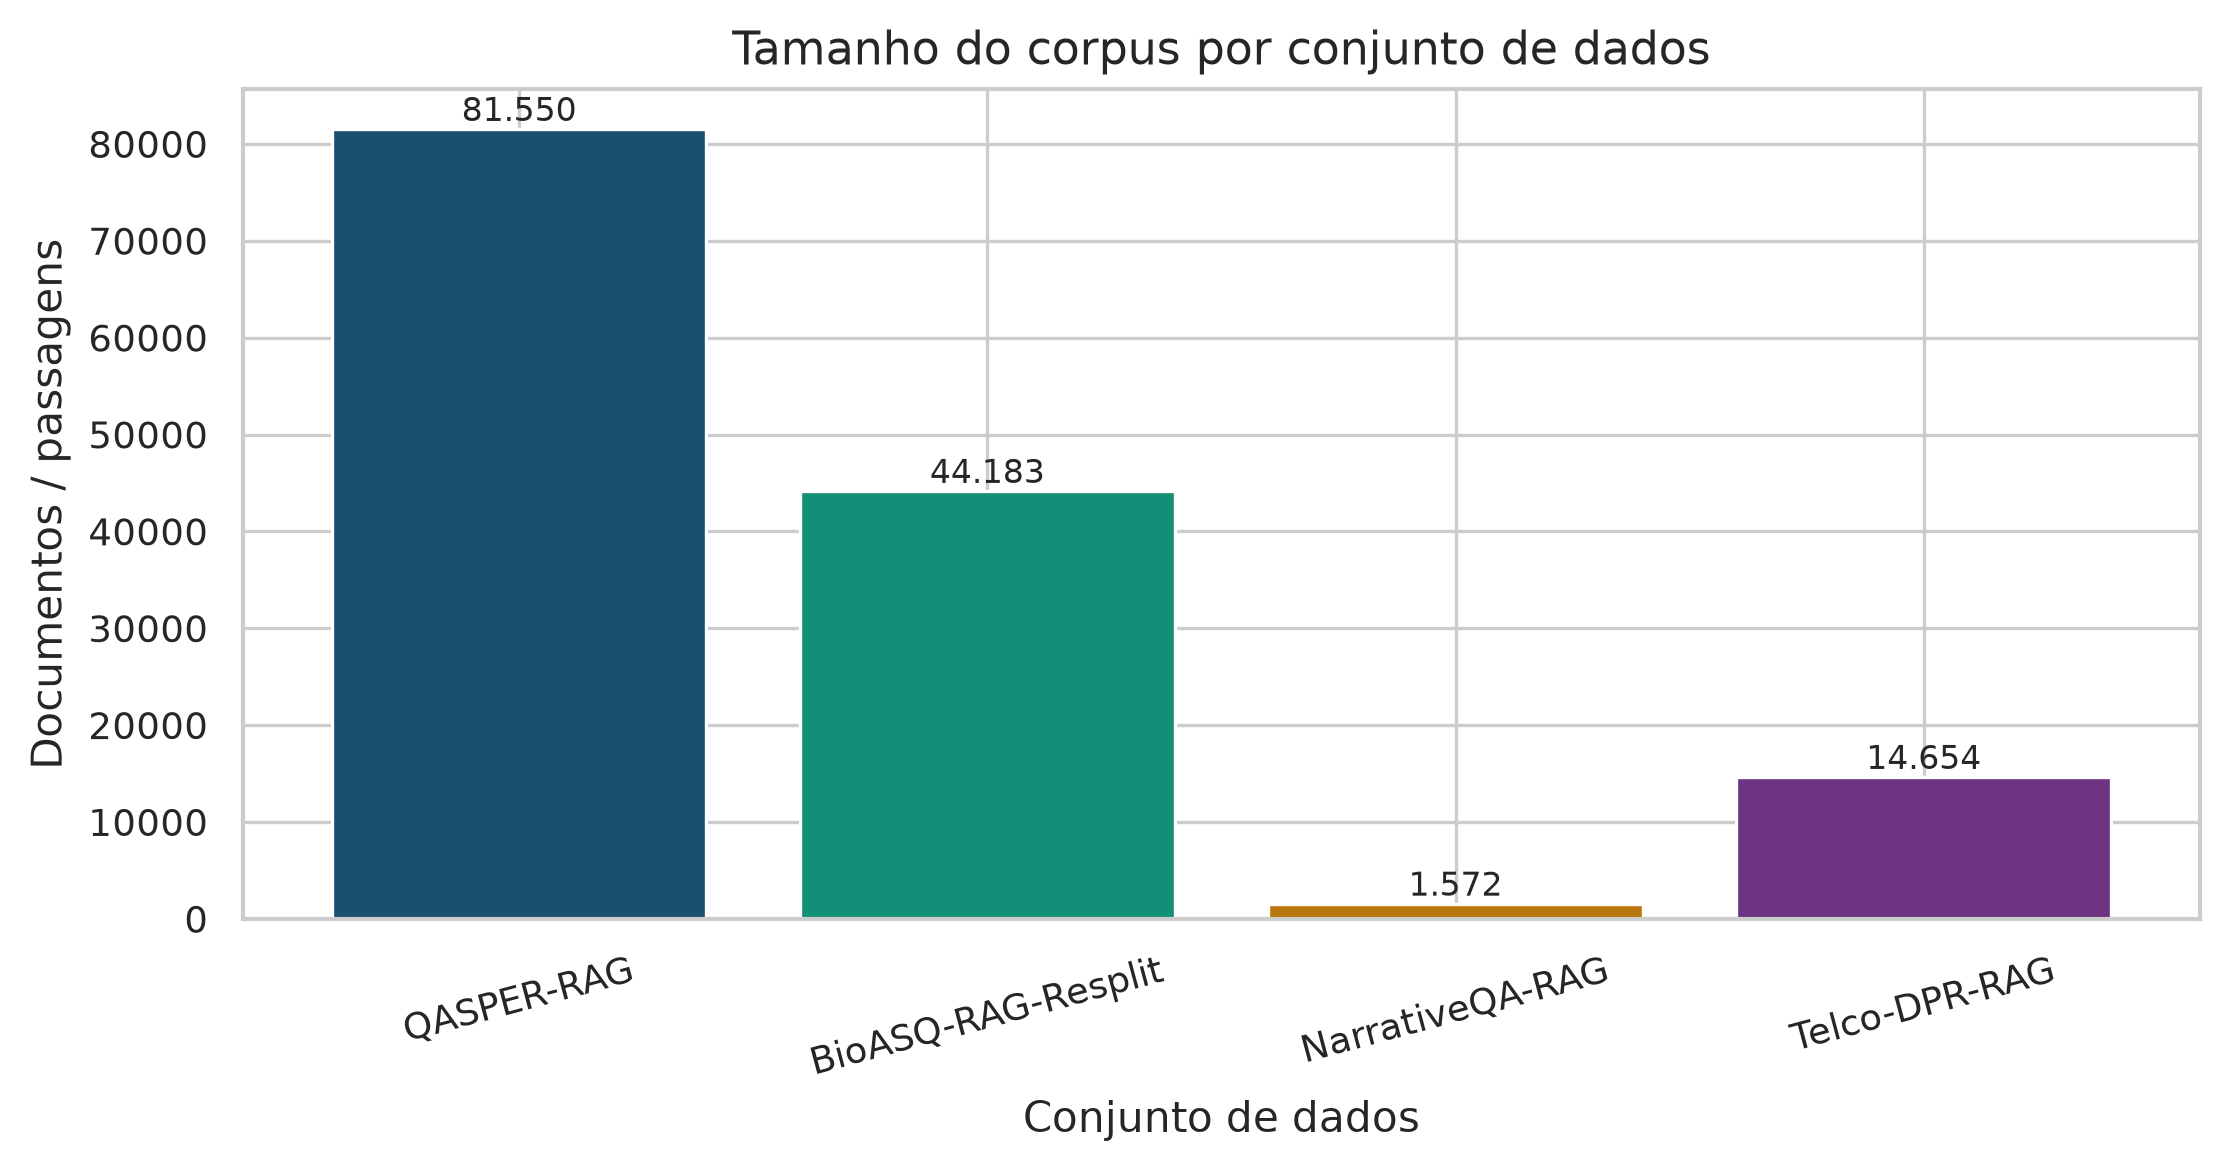 Tamanho do corpus por conjunto de dados
Documentos / passagens
80000
70000
60000
50000
40000
30000
20000
10000
0
81.550
44.183
1.572
14.654
QASPER-RAG
BioASQ-RAG-Resplit
NarrativeQA-RAG
Telco-DPR-RAG
Conjunto de dados